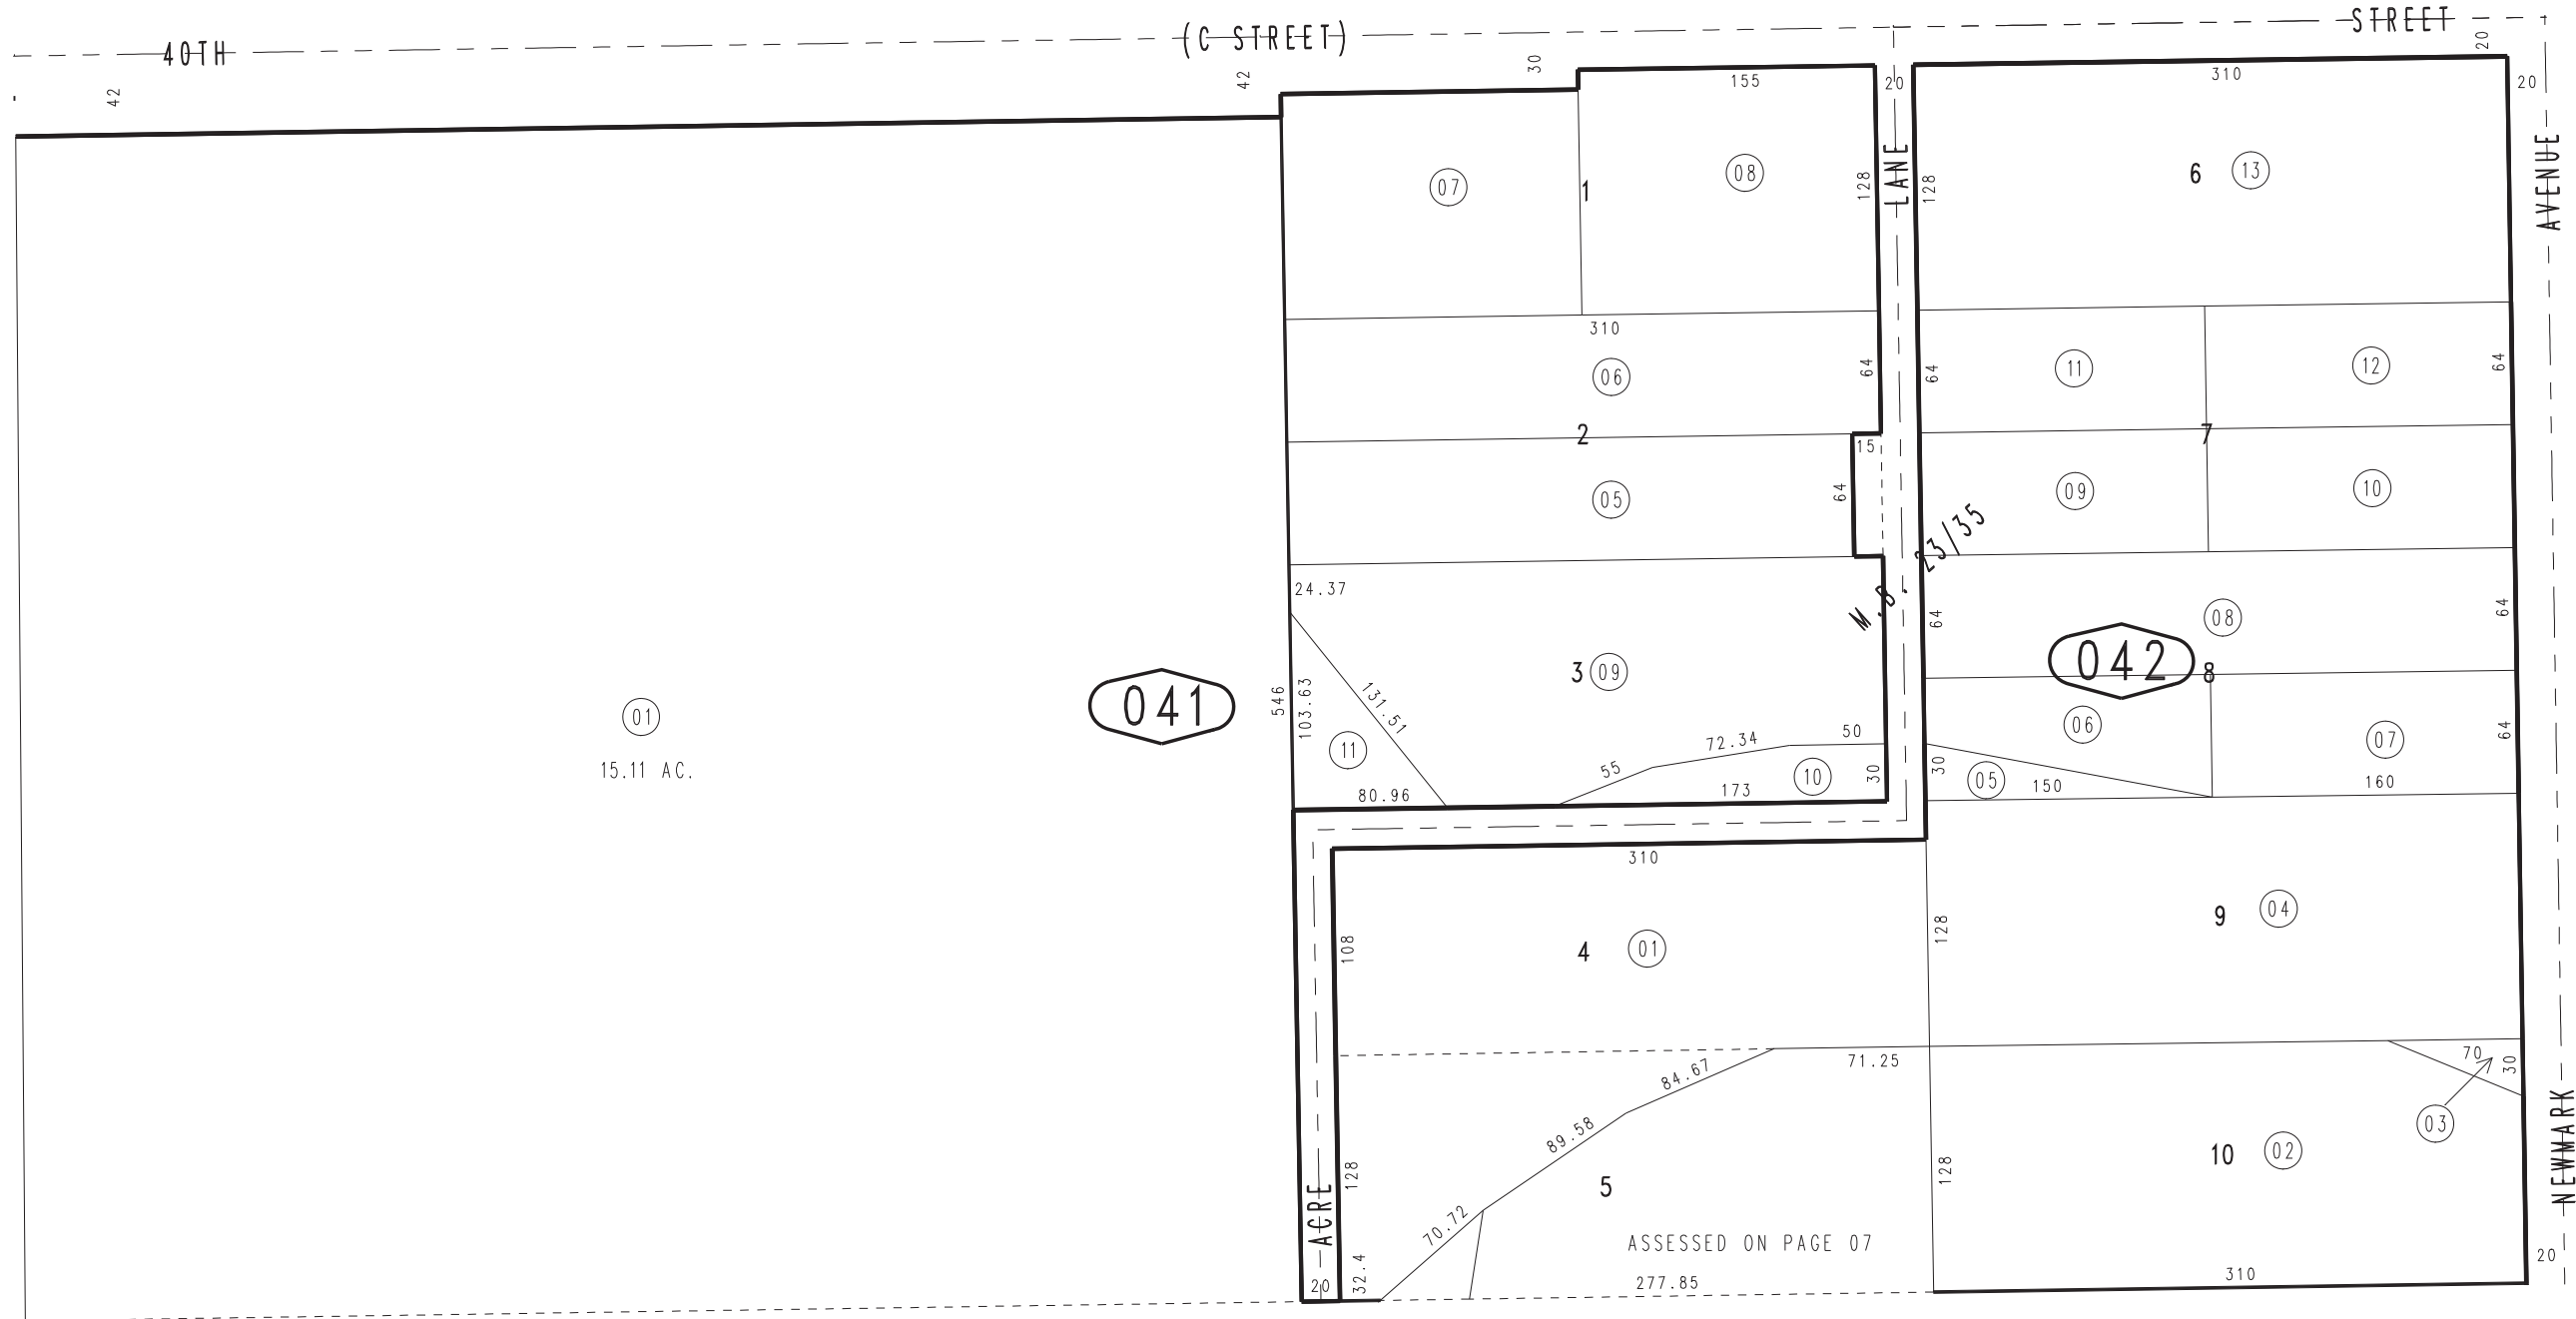 40TH (C STREET) STREET
42 42 30 20
155 20 310 20
07 1 08 128 LANE 128 6 13 AVENUE
310
06 64 64 11 12 64
2 15 7
05 64 09 10
M.B. 23/35
24.37
64 08 64
3 09 042 8
01 041 546 103.63 131.51
15.11 AC.
11 72.34 50 06 07 64
55 10 30 30 05 150 160
80.96 173
310
108 4 01 128 9 04
71.25 70 30
84.67
03
89.58
128 5 128 10 02
ACRE NEWMARK
70.72
ASSESSED ON PAGE 07
20 32.4 277.85 310 20